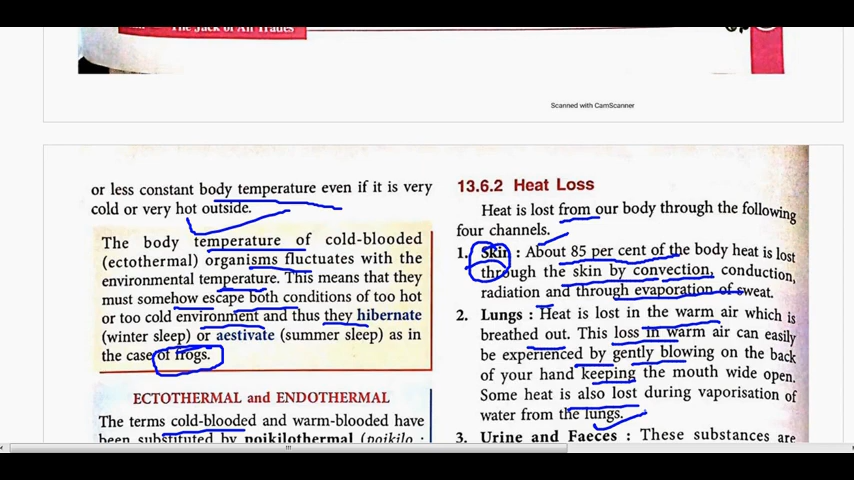 The Jack of All Trades
Scanned with CamScanner
or less constant body temperature even if it is very
cold or very hot outside.
The body temperature of cold-blooded
(ectothermal) organisms fluctuates with the
environmental temperature. This means that they
must somehow escape both conditions of too hot
or too cold environment and thus they hibernate
(winter sleep) or aestivate (summer sleep) as in
the case of frogs.
ECTOTHERMAL and ENDOTHERMAL
The terms cold-blooded and warm-blooded have
been substituted by poikilothermal (poikilo :
13.6.2 Heat Loss
Heat is lost from our body through the following
four channels.
1. Skin : About 85 per cent of the body heat is lost
through the skin by convection, conduction,
radiation and through evaporation of sweat.
2. Lungs : Heat is lost in the warm air which is
breathed out. This loss in warm air can easily
be experienced by gently blowing on the back
of your hand keeping the mouth wide open.
Some heat is also lost during vaporisation of
water from the lungs.
3. Urine and Faeces : These substances are